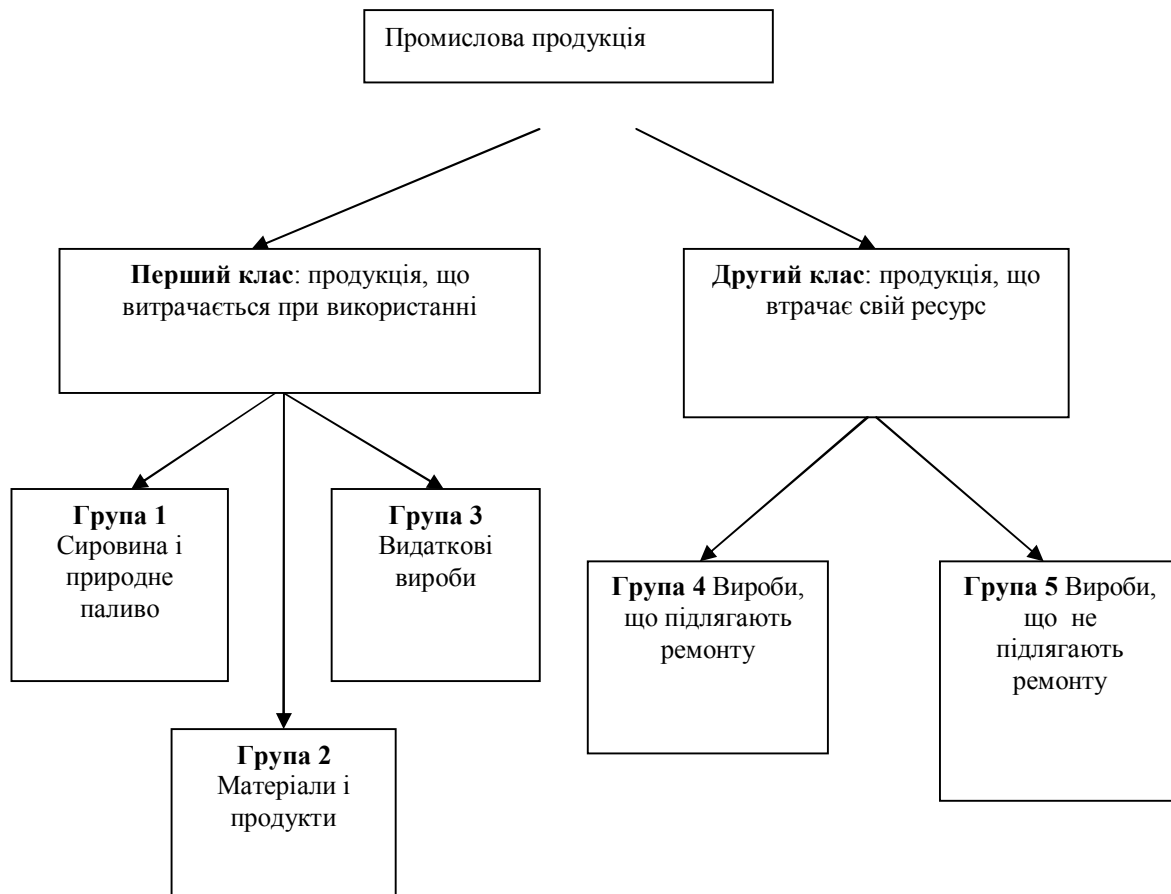 Промислова продукція
Перший клас: продукція, що
витрачається при використанні
Другий клас: продукція, що
втрачає свій ресурс
Група 1
Сировина і
природне
паливо
Група 3
Видаткові
вироби
Група 2
Матеріали і
продукти
Група 4 Вироби,
що підлягають
ремонту
Група 5 Вироби,
що не
підлягають
ремонту